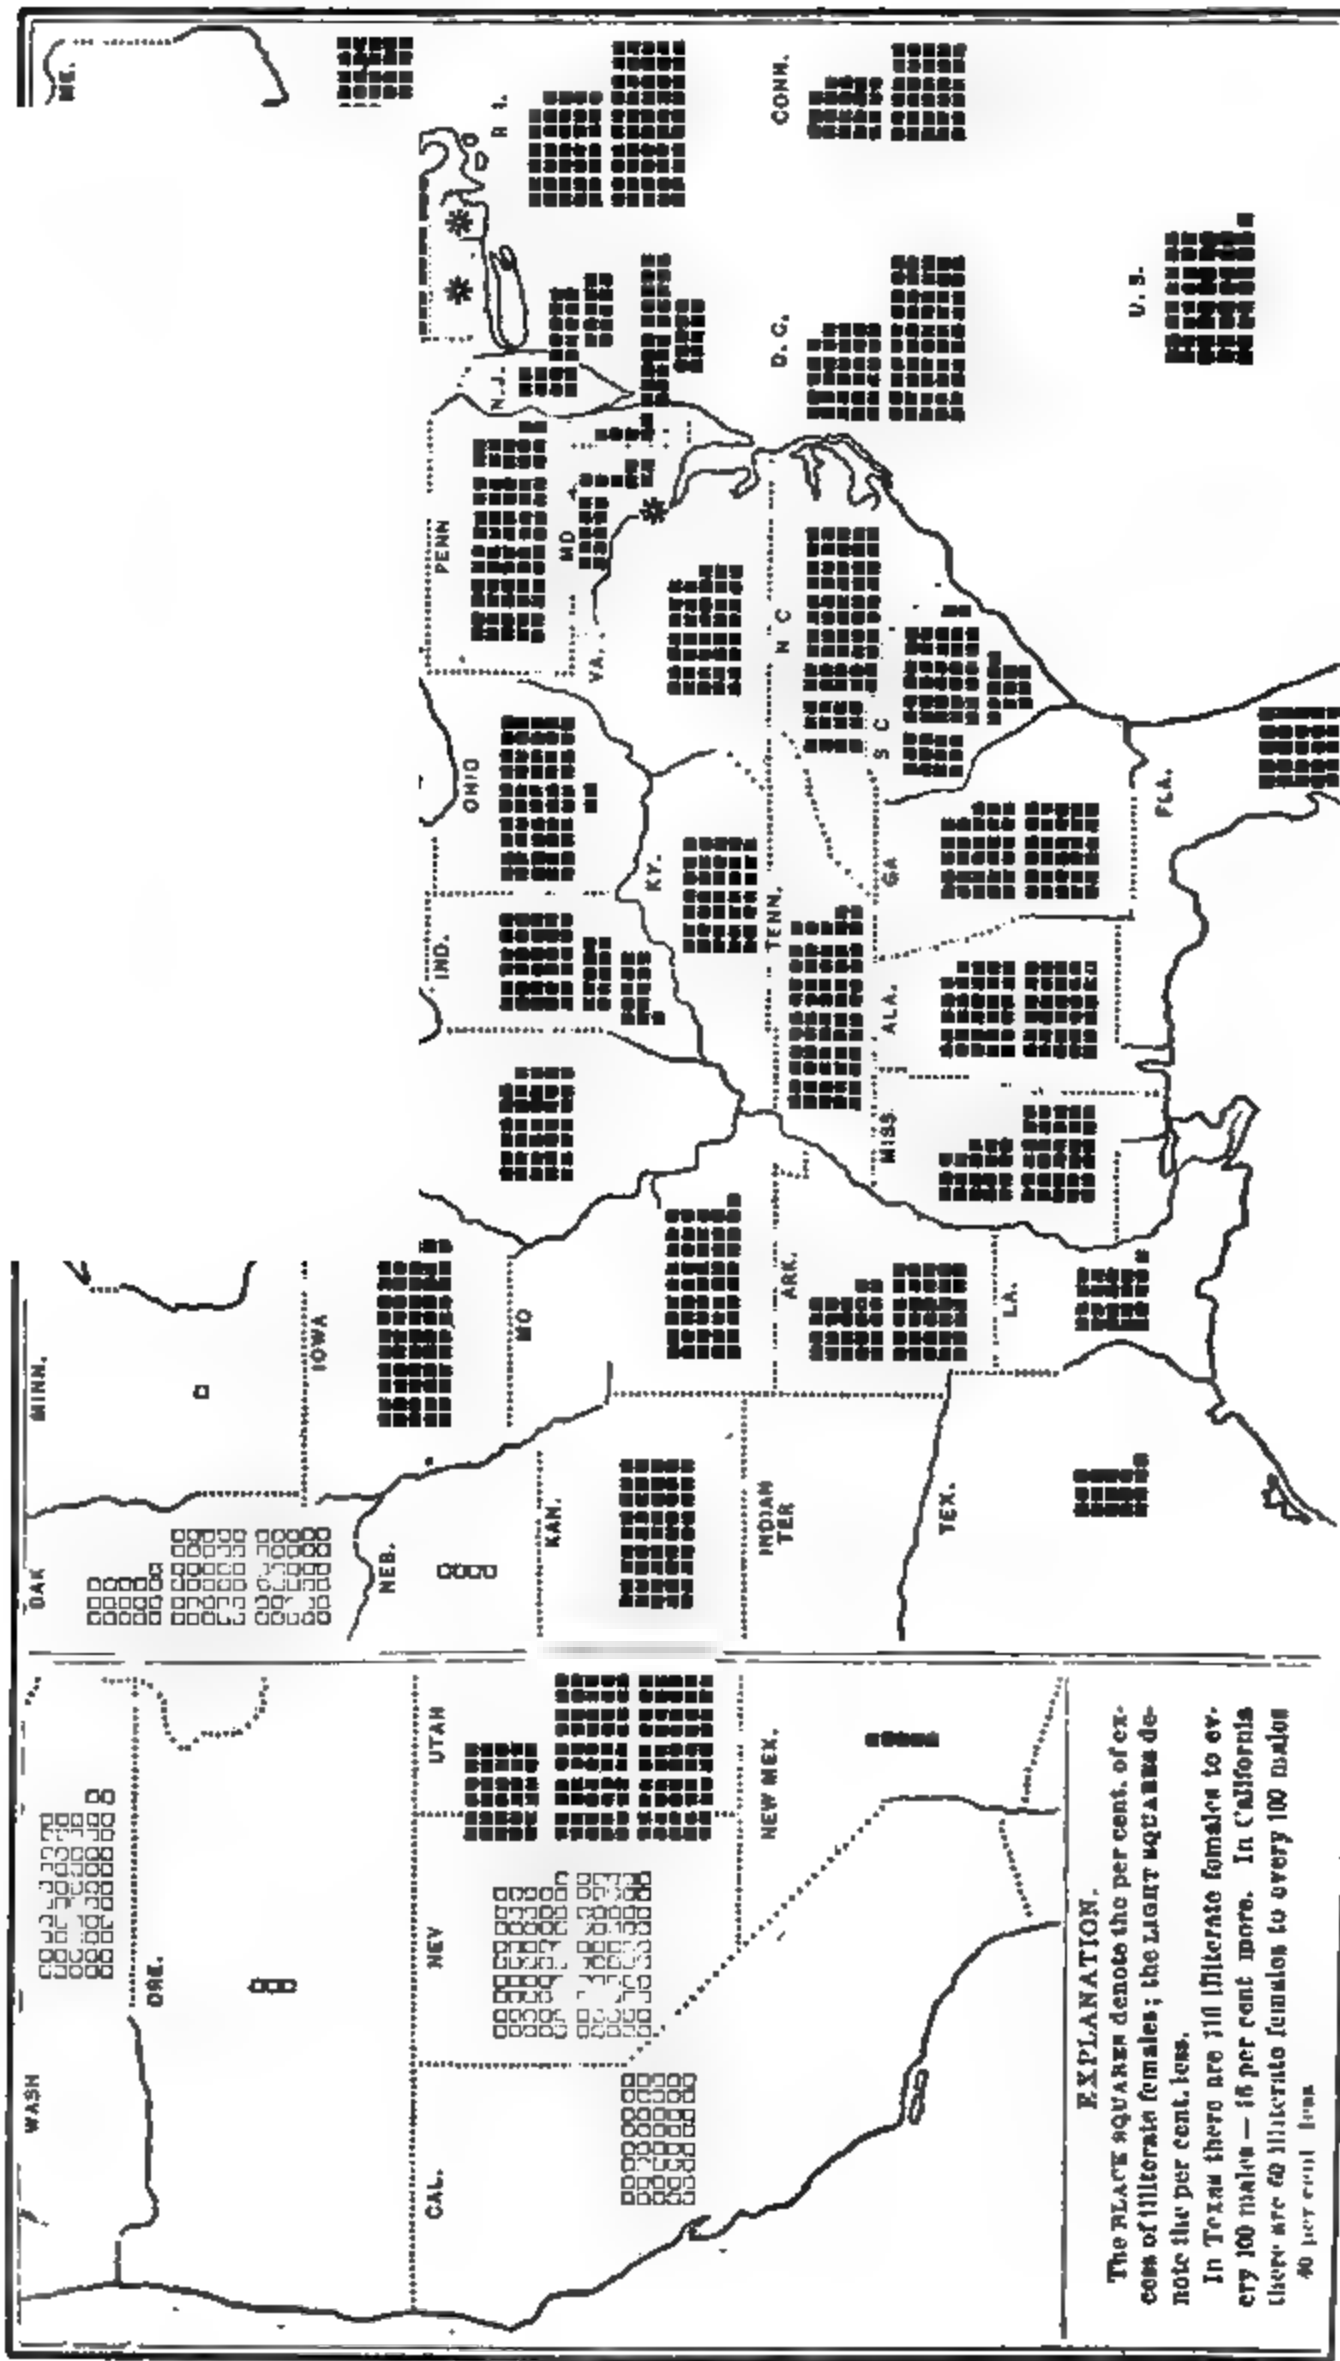 WASH
ORE.
CAL.
NEV
UTAH
NEW MEX.
DAK
MINN.
IOWA
NEB.
KAN.
MO
INDIAN
TER
ARK.
TEX.
LA.
IND.
OHIO
KY.
TENN.
MISS.
ALA.
GA
FLA.
S C
N C
VA.
MD
PENN
N.J.
ME.
R I.
CONN.
D.C.
U.S.
EXPLANATION.
The BLACK SQUARES denote the per cent. of ex-
cess of illiterate females; the LIGHT SQUARES de-
note the per cent. less.
In Texas there are illiterate females to ev-
ery 100 males — 16 per cent more. In California
there are 60 illiterate females to every 100 males
40 per cent less